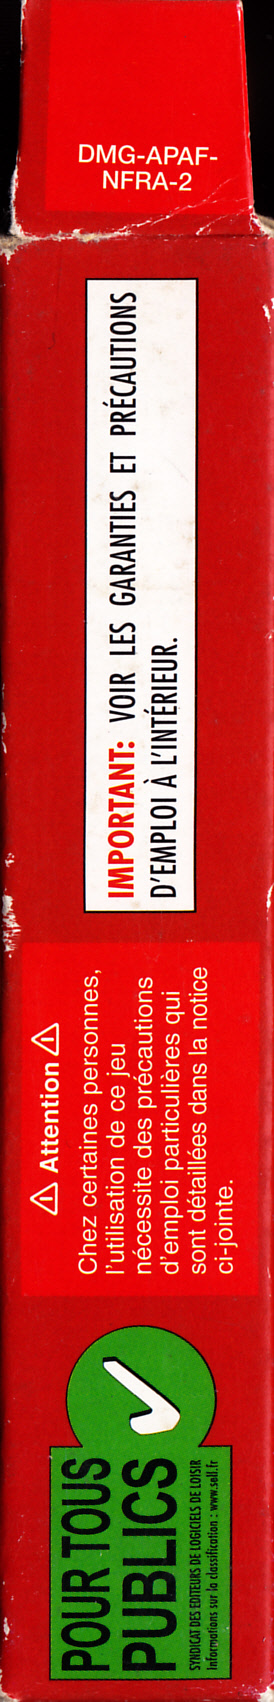 DMG-APAF-
NFRA-2
IMPORTANT: VOIR LES GARANTIES ET PRÉCAUTIONS
D'EMPLOI À L'INTÉRIEUR.
Attention
Chez certaines personnes,
l'utilisation de ce jeu
nécessite des précautions
d'emploi particulières qui
sont détaillées dans la notice
ci-jointe.
POUR TOUS
PUBLICS
SYNDICAT DES EDITEURS DE LOGICIELS DE LOISIR
Informations sur la classification : www.sell.fr